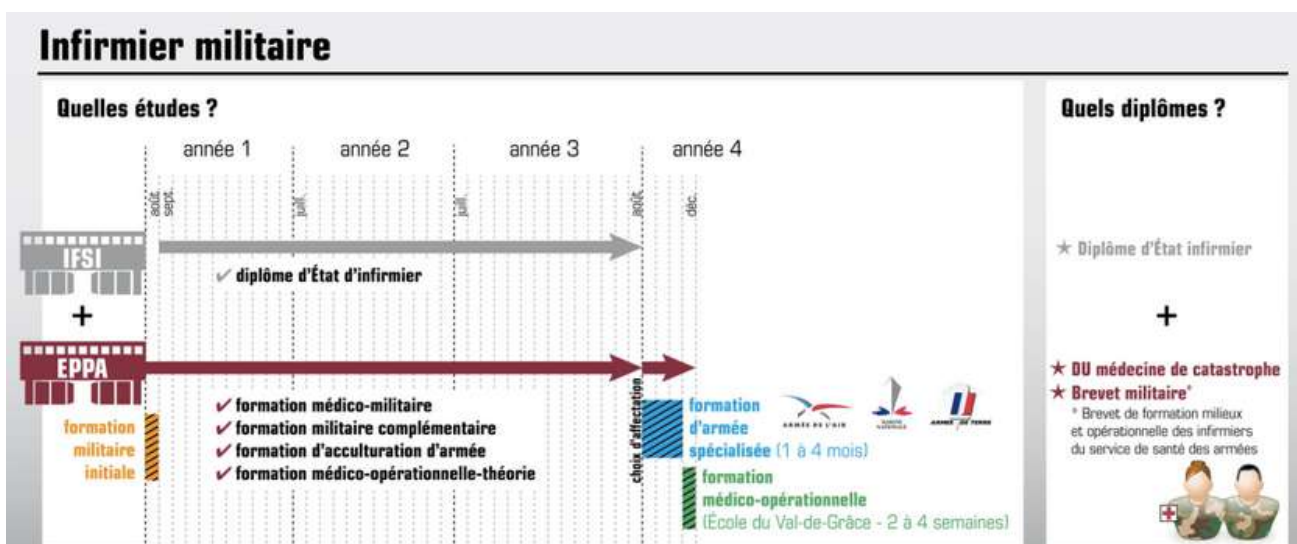 Infirmier militaire
Quelles études ?
année 1
année 2
année 3
année 4
août
sept.
juill.
juill.
août
déc.
IFSI
✓ diplôme d'État d'infirmier
+
EPPA
formation
militaire
initiale
✓ formation médico-militaire
✓ formation militaire complémentaire
✓ formation d'acculturation d'armée
✓ formation médico-opérationnelle-théorie
choix d'affectation
formation
d'armée
spécialisée (1 à 4 mois)
ARMÉE DE L'AIR
MARINE
NATIONALE
ARMÉE DE TERRE
formation
médico-opérationnelle
(École du Val-de-Grâce - 2 à 4 semaines)
Quels diplômes ?
★ Diplôme d'État infirmier
+
★ DU médecine de catastrophe
★ Brevet militaire*
* Brevet de formation milieux
et opérationnelle des infirmiers
du service de santé des armées